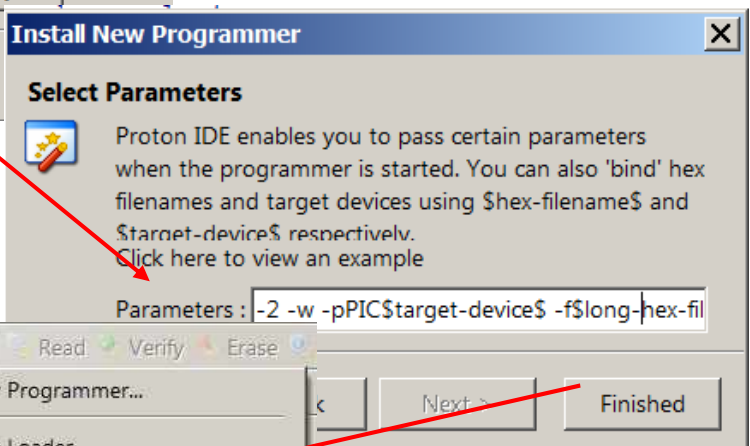 Install New Programmer
Select Parameters
Proton IDE enables you to pass certain parameters
when the programmer is started. You can also 'bind' hex
filenames and target devices using $hex-filename$ and
$target-device$ respectively.
Click here to view an example
Parameters : -2 -w -pPIC$target-device$ -f$long-hex-fil
Read Verify Erase
Programmer...
Next > Finished
Loader